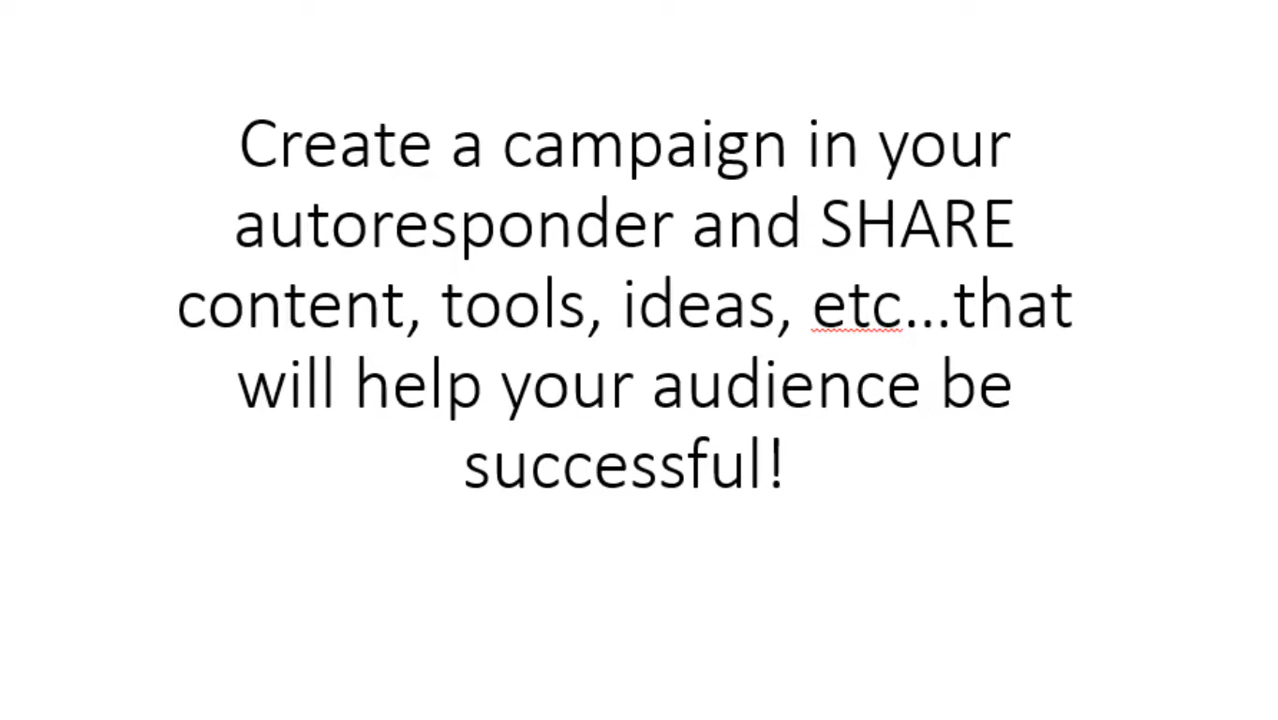 Create a campaign in your
autoresponder and SHARE
content, tools, ideas, etc...that
will help your audience be
successful!